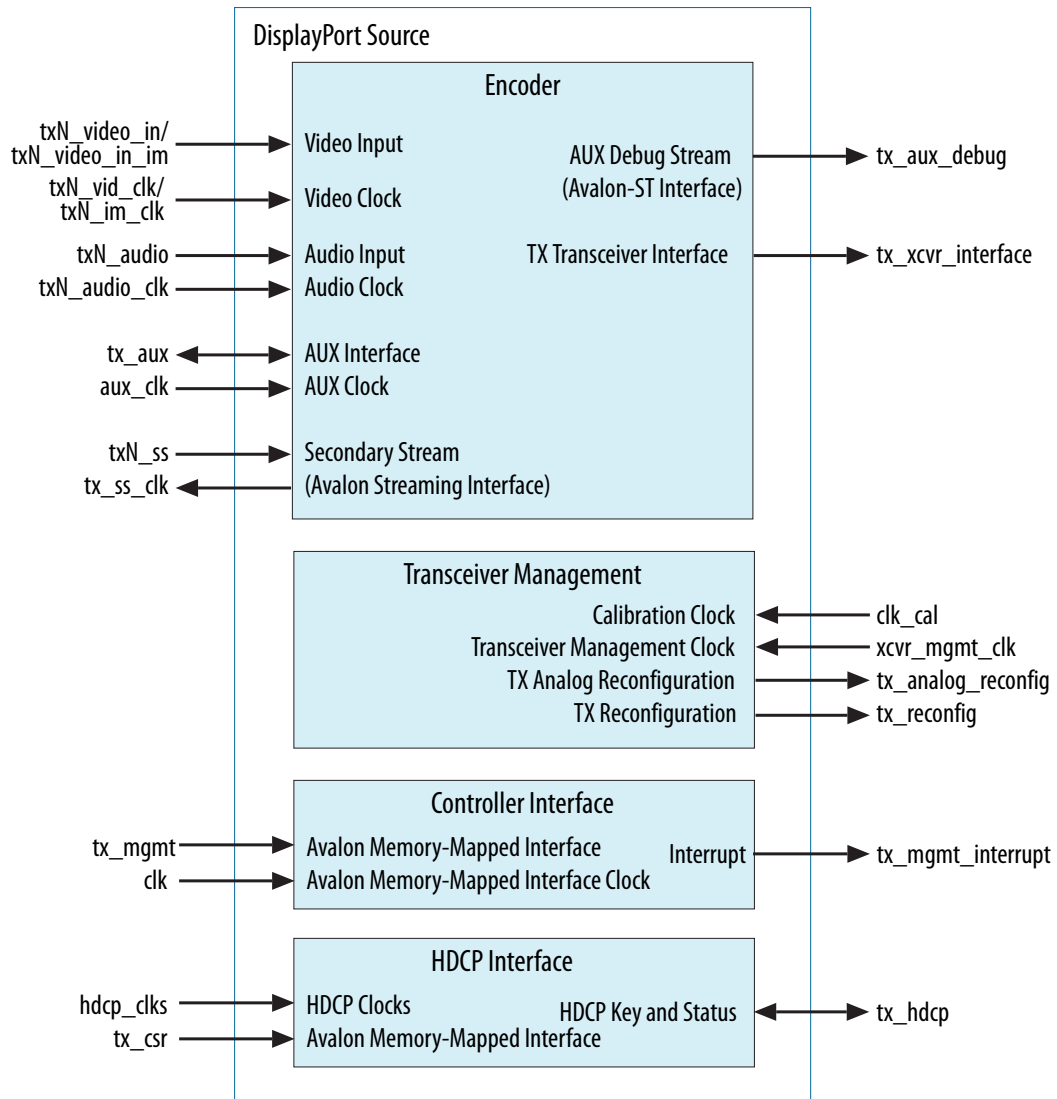 DisplayPort Source
Encoder
txN_video_in/
txN_video_in_im
Video Input
AUX Debug Stream
(Avalon-ST Interface)
tx_aux_debug
txN_vid_clk/
txN_im_clk
Video Clock
txN_audio
Audio Input
TX Transceiver Interface
tx_xcvr_interface
txN_audio_clk
Audio Clock
tx_aux
AUX Interface
aux_clk
AUX Clock
txN_ss
Secondary Stream
tx_ss_clk
(Avalon Streaming Interface)
Transceiver Management
Calibration Clock
clk_cal
Transceiver Management Clock
xcvr_mgmt_clk
TX Analog Reconfiguration
tx_analog_reconfig
TX Reconfiguration
tx_reconfig
Controller Interface
tx_mgmt
Avalon Memory-Mapped Interface
Interrupt
tx_mgmt_interrupt
clk
Avalon Memory-Mapped Interface Clock
HDCP Interface
hdcp_clks
HDCP Clocks
HDCP Key and Status
tx_hdcp
tx_csr
Avalon Memory-Mapped Interface